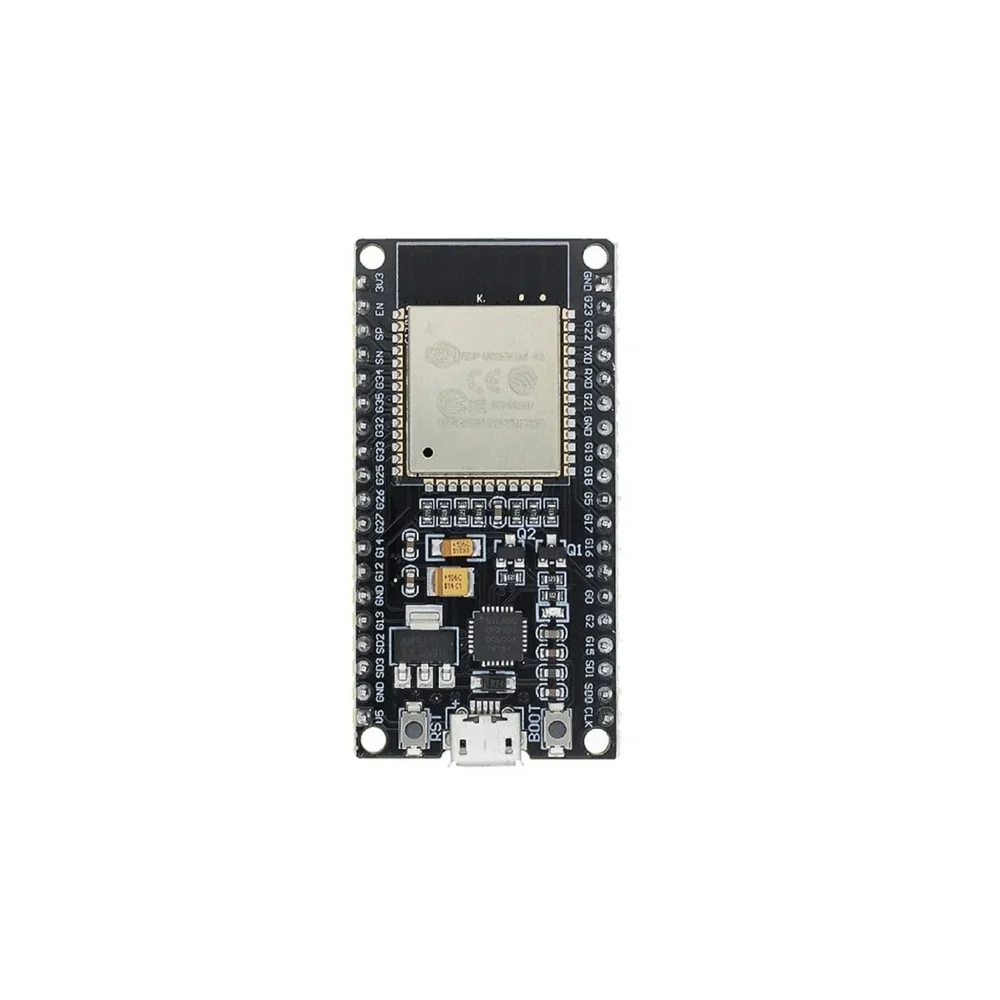 K.
3V3
EN
SP
SN
G34
G35
G32
G33
G25
G26
G27
G14
G12
GND
G13
SD2
SD3
GND
V5
GND
G23
G22
TXD
RXD
G21
GND
G19
G18
G5
G17
G16
G4
G0
G2
G15
SD1
SD0
CLK
CE
Q2
Q1
RST
+
BOOT